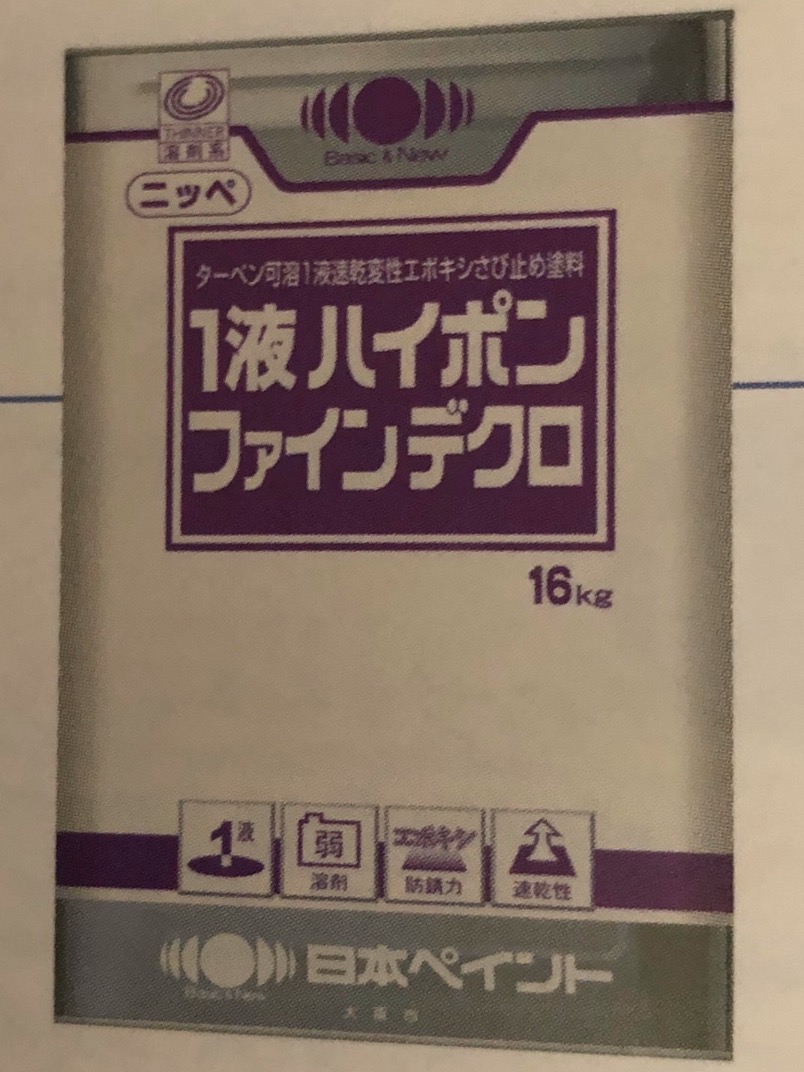 THINNER
溶剤系
Basic & New
ニッペ
ターペン可溶1液速乾変性エポキシさび止め塗料
1液ハイポン
ファインデクロ
16kg
1液
弱
溶剤
エポキシ
防錆力
速乾性
Basic & New
日本ペイント